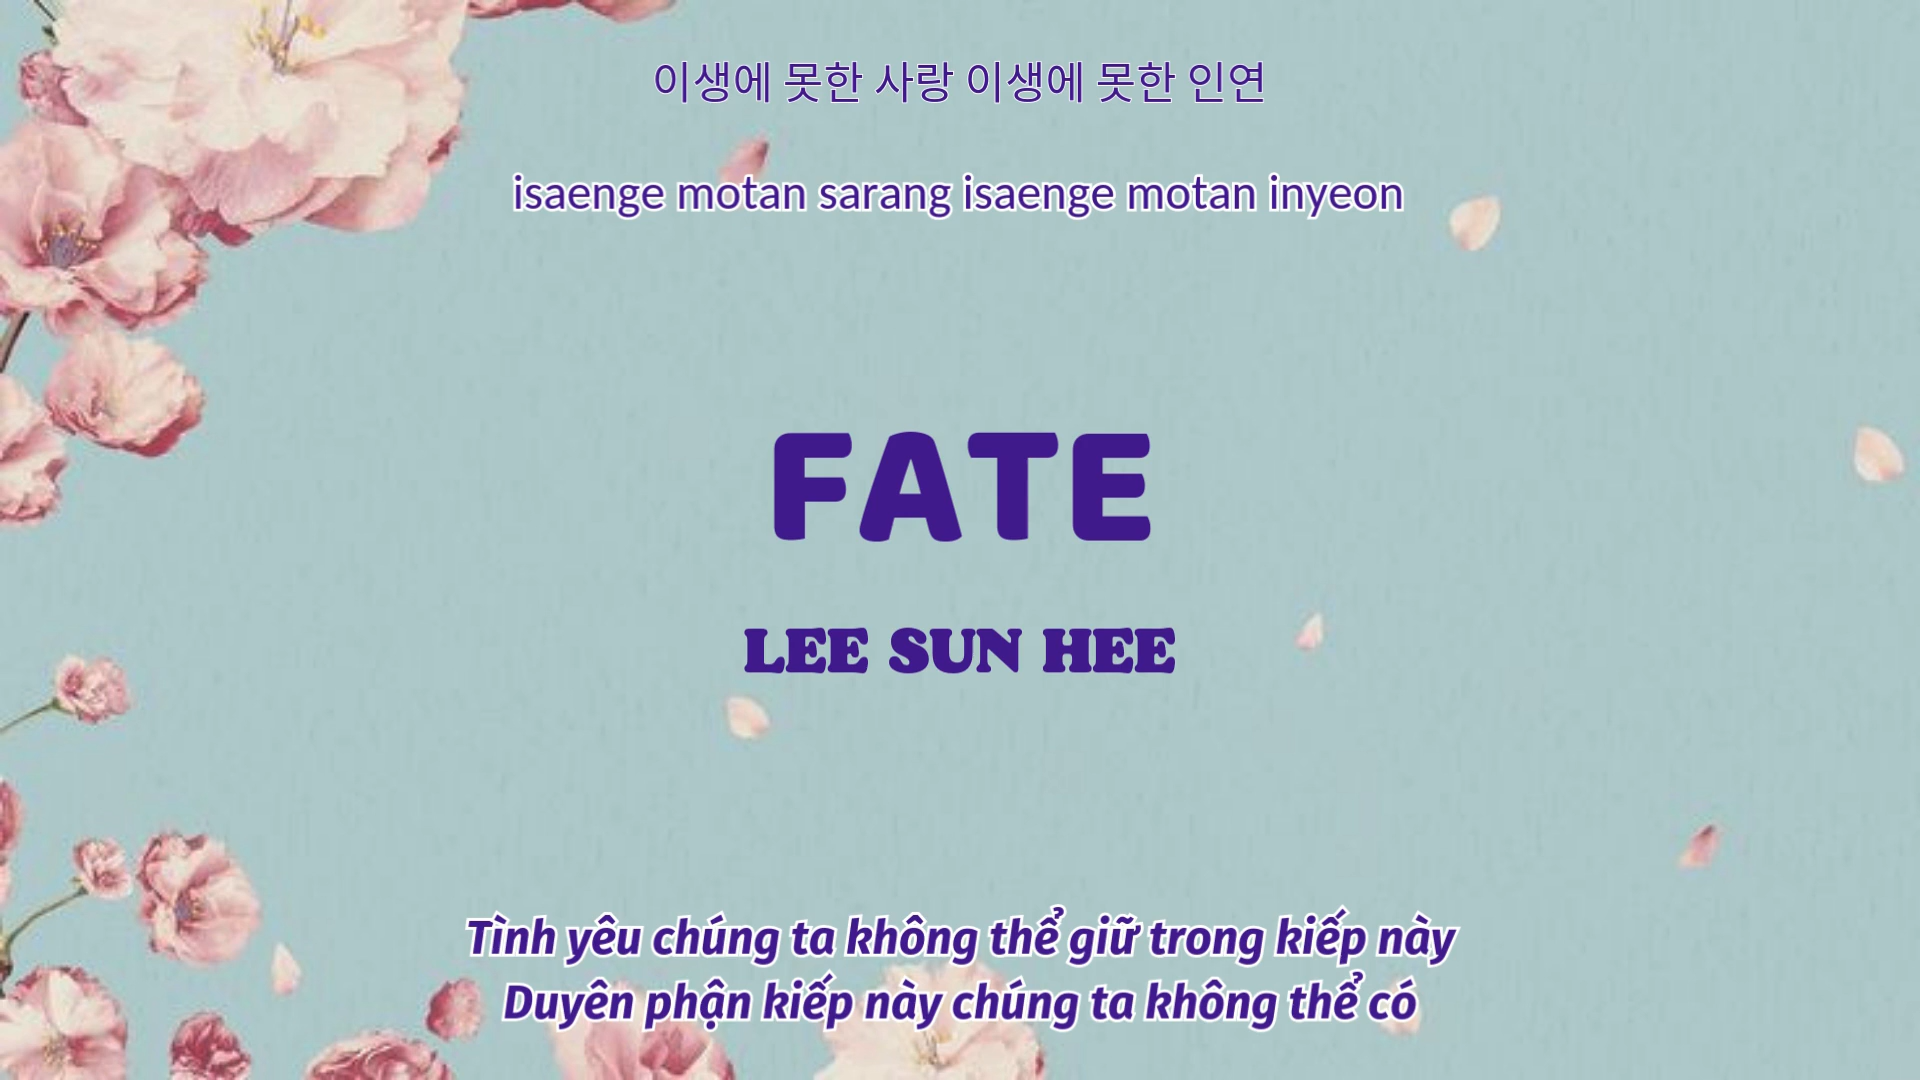 이생에 못한 사랑 이생에 못한 인연
isaenge motan sarang isaenge motan inyeon
FATE
LEE SUN HEE
Tình yêu chúng ta không thể giữ trong kiếp này
Duyên phận kiếp này chúng ta không thể có